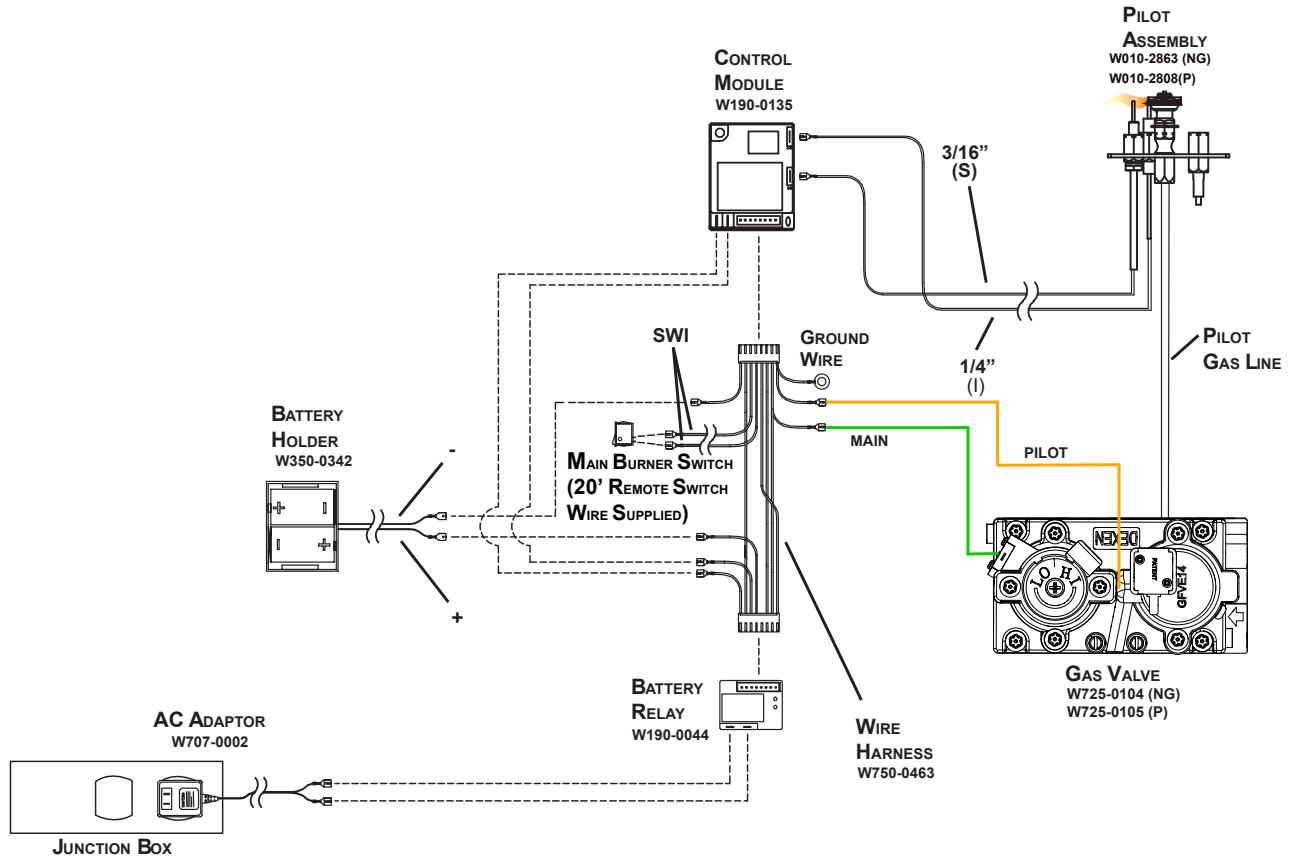 Pilot
Assembly
W010-2863 (NG)
W010-2808(P)
Control
Module
W190-0135
3/16”
(S)
SWI
Ground
Wire
1/4”
(I)
Pilot
Gas Line
Battery
Holder
W350-0342
-
+
-
-
+
MAIN
PILOT
Main Burner Switch
(20’ Remote Switch
Wire Supplied)
+
DEXEN
LO HI
PATENT
GFVE14
Gas Valve
W725-0104 (NG)
W725-0105 (P)
Battery
Relay
W190-0044
Wire
Harness
W750-0463
AC Adaptor
W707-0002
Junction Box